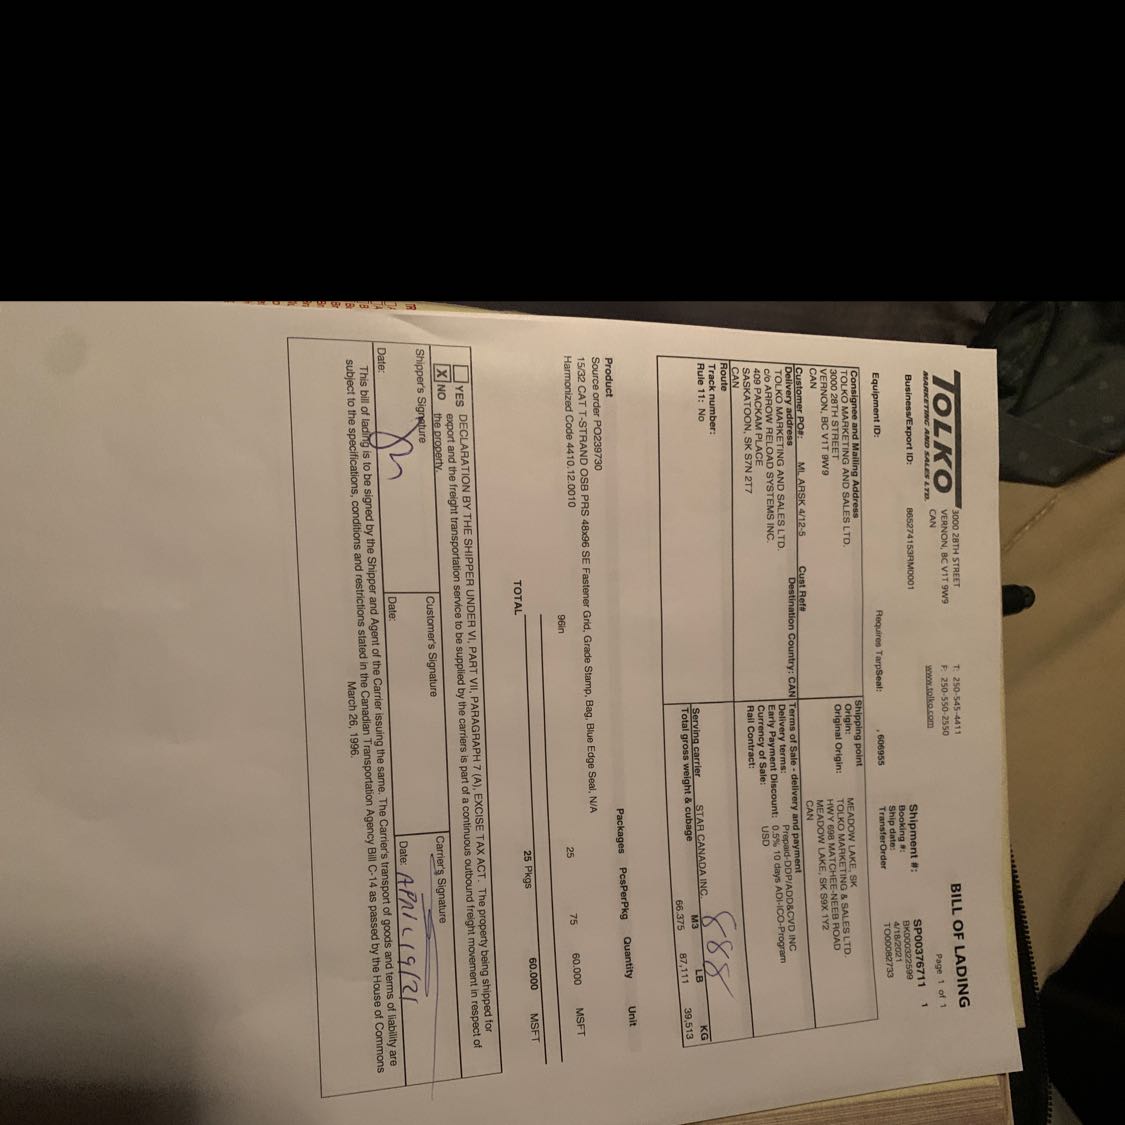 TOLKO
MARKETING AND SALES LTD.
3000 28TH STREET
VERNON, BC V1T 9W9
CAN
T: 250-545-4411
F: 250-550-2550
www.tolko.com
BILL OF LADING
Page 1 of 1
Business/Export ID: 865274153RM0001
Shipment #: SP00376711 1
Booking #: BK000322599
Ship date: 4/18/2021
TransferOrder TO00082733
Equipment ID:
Requires TarpSeal: , 606955
Consignee and Mailing Address
TOLKO MARKETING AND SALES LTD.
3000 28TH STREET
VERNON, BC V1T 9W9
CAN
Shipping point
Origin: MEADOW LAKE, SK
Original Origin: TOLKO MARKETING & SALES LTD.
HWY 698 MATCHEE-NEEB ROAD
MEADOW LAKE, SK S9X 1Y2
CAN
Customer PO#: ML ARSK 4/12-5 Cust Ref#
Delivery address Destination Country: CAN
TOLKO MARKETING AND SALES LTD.
c/o ARROW RELOAD SYSTEMS INC.
409 PACKHAM PLACE
SASKATOON, SK S7N 2T7
CAN
Terms of Sale - delivery and payment
Delivery terms: Prepaid-DDP/ADD&CVD INC
Early Payment Discount: 0.5% 10 days ADI-ICO-Program
Currency of Sale: USD
Rail Contract:
Route
Track number:
Rule 11: No
888
Serving carrier STAR CANADA INC. M3 LB KG
Total gross weight & cubage 66.375 87,111 39,513
Product Packages PcsPerPkg Quantity Unit
Source order PO239730
15/32 CAT T-STRAND OSB PRS 48x96 SE Fastener Grid, Grade Stamp, Bag, Blue Edge Seal, N/A
Harmonized Code 4410.12.0010
96in 25 75 60.000 MSFT
TOTAL 25 Pkgs 60.000 MSFT
YES DECLARATION BY THE SHIPPER UNDER VI, PART VII, PARAGRAPH 7 (A), EXCISE TAX ACT. The property being shipped for
export and the freight transportation service to be supplied by the carriers is part of a continuous outbound freight movement in respect of
X NO the property.
Shipper's Signature
Customer's Signature
Carrier's Signature
Date:
Date:
Date: APRIL 19/21
This bill of lading is to be signed by the Shipper and Agent of the Carrier issuing the same. The Carrier's transport of goods and terms of liability are
subject to the specifications, conditions and restrictions stated in the Canadian Transportation Agency Bill C-14 as passed by the House of Commons
March 26, 1996.